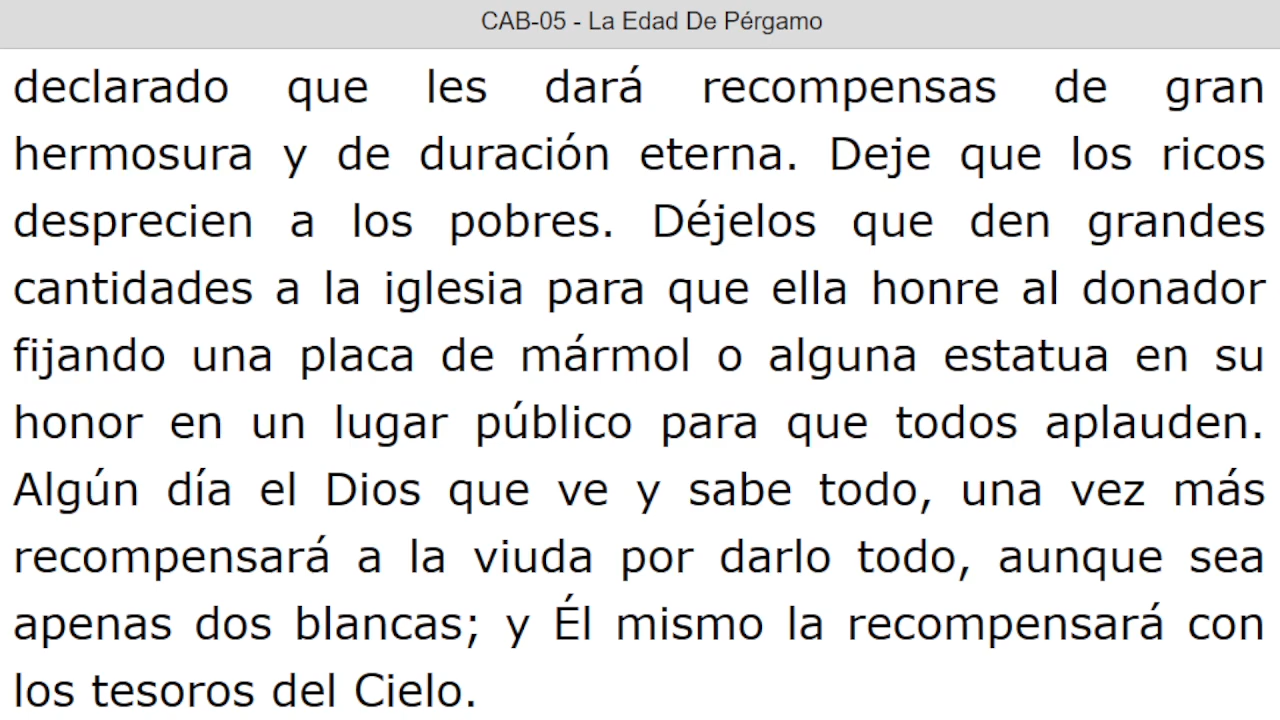 CAB-05 - La Edad De Pérgamo
declarado que les dará recompensas de gran
hermosura y de duración eterna. Deje que los ricos
desprecien a los pobres. Déjelos que den grandes
cantidades a la iglesia para que ella honre al donador
fijando una placa de mármol o alguna estatua en su
honor en un lugar público para que todos aplauden.
Algún día el Dios que ve y sabe todo, una vez más
recompensará a la viuda por darlo todo, aunque sea
apenas dos blancas; y Él mismo la recompensará con
los tesoros del Cielo.